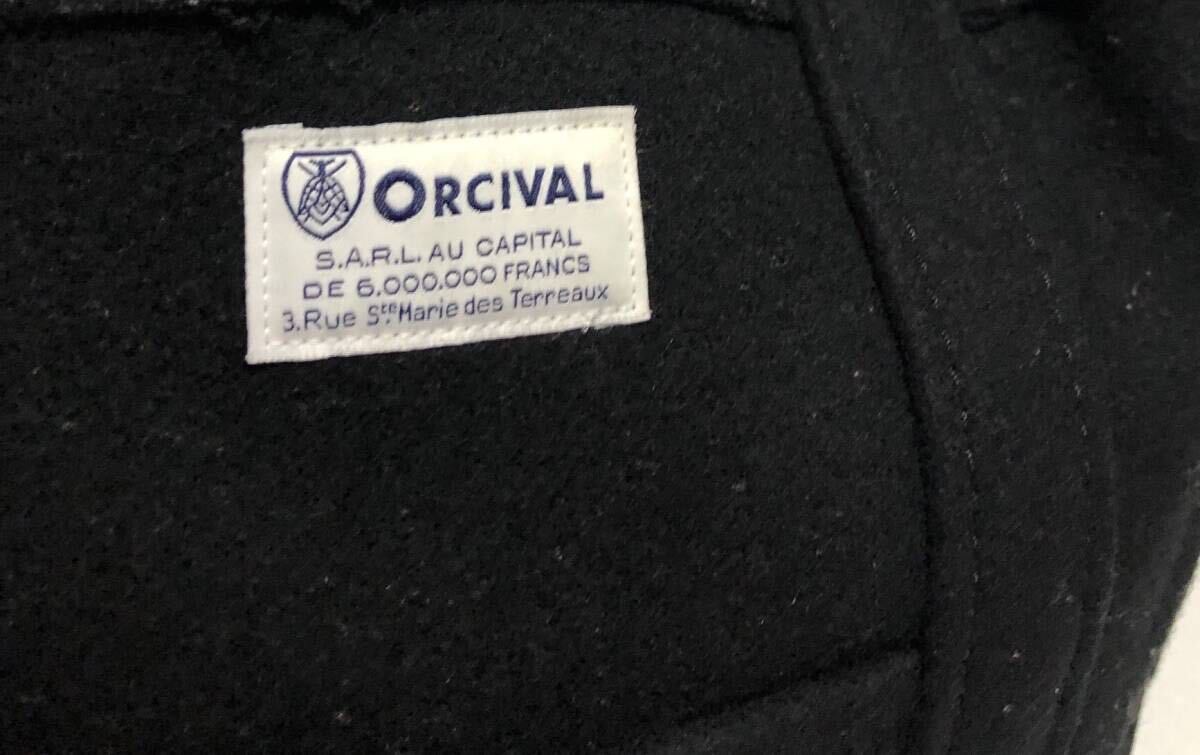 ORCIVAL
S.A.R.L. AU CAPITAL
DE 6.000.000 FRANCS
3.Rue Ste Marie des Terreaux